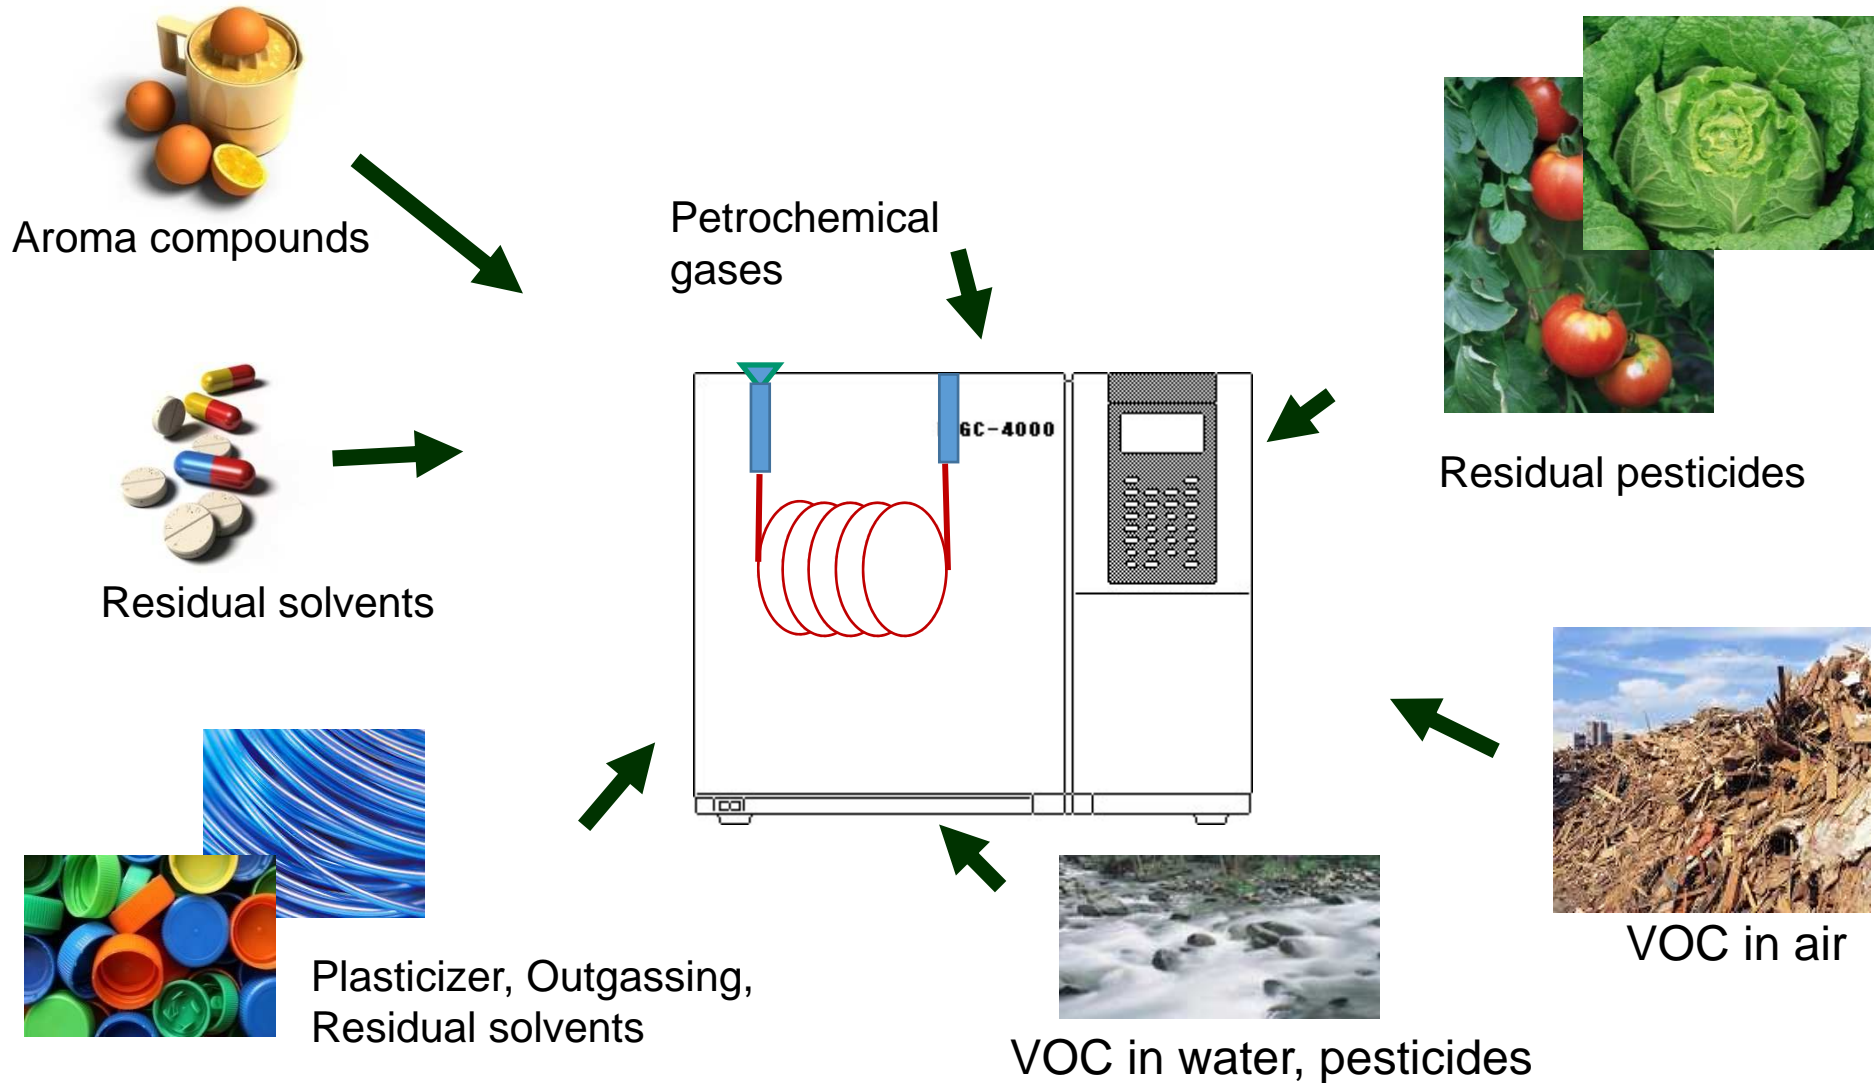 Aroma compounds
Petrochemical
gases
GC-4000
Residual pesticides
Residual solvents
VOC in air
Plasticizer, Outgassing,
Residual solvents
VOC in water, pesticides